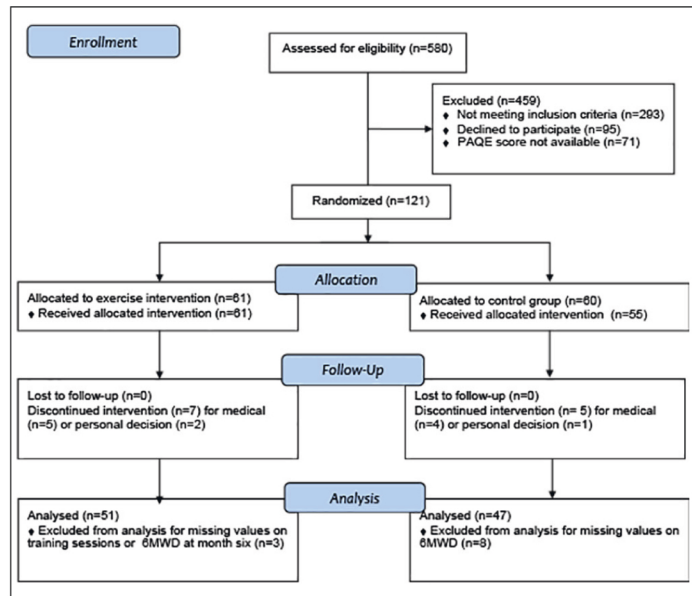 Enrollment
Assessed for eligibility (n=580)
Excluded (n=459)
♦ Not meeting inclusion criteria (n=293)
♦ Declined to participate (n=95)
♦ PAQE score not available (n=71)
Randomized (n=121)
Allocation
Allocated to exercise intervention (n=61)
♦ Received allocated intervention (n=61)
Allocated to control group (n=60)
♦ Received allocated intervention (n=55)
Follow-Up
Lost to follow-up (n=0)
Discontinued intervention (n=7) for medical
(n=5) or personal decision (n=2)
Lost to follow-up (n=0)
Discontinued intervention (n= 5) for medical
(n=4) or personal decision (n=1)
Analysis
Analysed (n=51)
♦ Excluded from analysis for missing values on
training sessions or 6MWD at month six (n=3)
Analysed (n=47)
♦ Excluded from analysis for missing values on
6MWD (n=8)